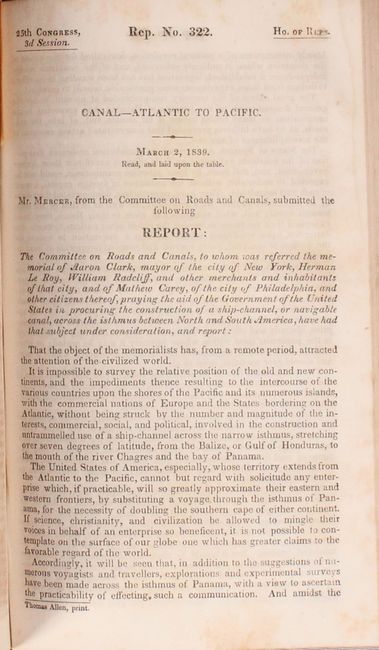 25th Congress,
3d Session.
Rep. No. 322.
Ho. of Reps.
CANAL—ATLANTIC TO PACIFIC.
March 2, 1839.
Read, and laid upon the table.
Mr. Mercer, from the Committee on Roads and Canals, submitted the
following
REPORT:
The Committee on Roads and Canals, to whom was referred the me-
morial of Aaron Clark, mayor of the city of New York, Herman
Le Roy, William Radcliff, and other merchants and inhabitants
of that city, and of Mathew Carey, of the city of Philadelphia, and
other citizens thereof, praying the aid of the Government of the United
States in procuring the construction of a ship-channel, or navigable
canal, across the isthmus between North and South America, have had
that subject under consideration, and report:
That the object of the memorialists has, from a remote period, attracted
the attention of the civilized world.
It is impossible to survey the relative position of the old and new con-
tinents, and the impediments thence resulting to the intercourse of the
various countries upon the shores of the Pacific and its numerous islands,
with the commercial nations of Europe and the States bordering on the
Atlantic, without being struck by the number and magnitude of the in-
terests, commercial, social, and political, involved in the construction and
untrammelled use of a ship-channel across the narrow isthmus, stretching
over seven degrees of latitude, from the Balize, or Gulf of Honduras, to
the mouth of the river Chagres and the bay of Panama.
The United States of America, especially, whose territory extends from
the Atlantic to the Pacific, cannot but regard with solicitude any enter-
prise which, if practicable, will so greatly approximate their eastern and
western frontiers, by substituting a voyage through the isthmus of Pan-
ama, for the necessity of doubling the southern cape of either continent.
If science, christianity, and civilization be allowed to mingle their
voices in behalf of an enterprise so beneficent, it is not possible to con-
template on the surface of our globe one which has greater claims to the
favorable regard of the world.
Accordingly, it will be seen that, in addition to the suggestions of nu-
merous voyagists and travellers, explorations and experimental surveys
have been made across the isthmus of Panama, with a view to ascertain
the practicability of effecting, such a communication. And amidst the
Thomas Allen, print.